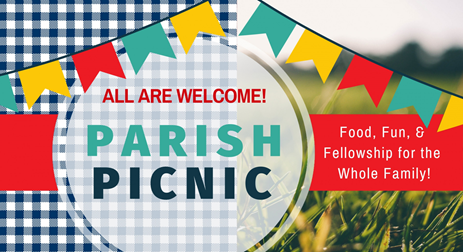 ALL ARE WELCOME!
PARISH
PICNIC
Food, Fun, &
Fellowship for the
Whole Family!